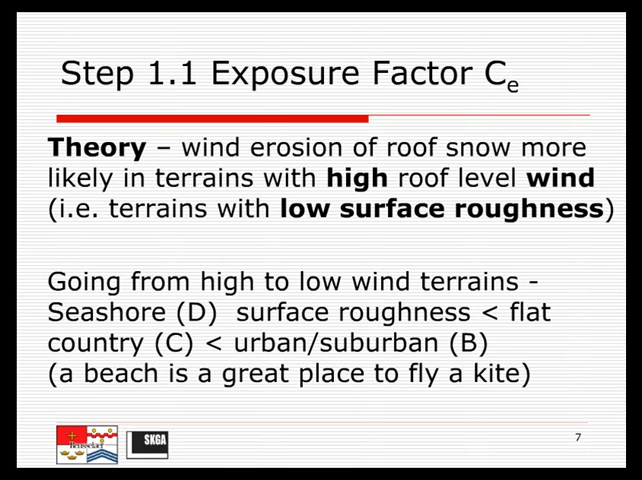 Step 1.1 Exposure Factor Ce
Theory – wind erosion of roof snow more
likely in terrains with high roof level wind
(i.e. terrains with low surface roughness)
Going from high to low wind terrains -
Seashore (D) surface roughness < flat
country (C) < urban/suburban (B)
(a beach is a great place to fly a kite)
Rensselaer
SKGA
7